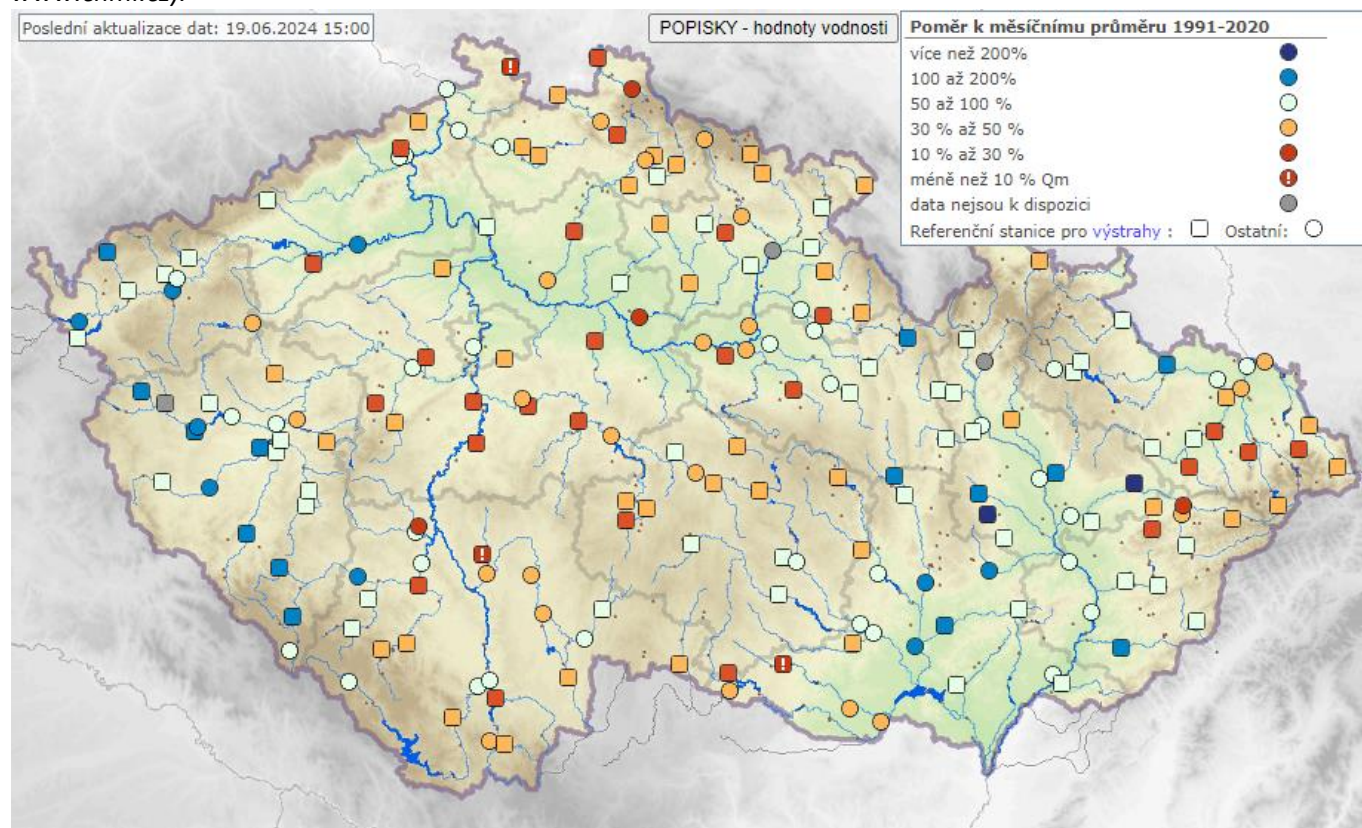 Poslední aktualizace dat: 19.06.2024 15:00
POPISKY - hodnoty vodnosti
Poměr k měsíčnímu průměru 1991-2020
více než 200%
100 až 200%
50 až 100 %
30 % až 50 %
10 % až 30 %
méně než 10 % Qm
data nejsou k dispozici
Referenční stanice pro výstrahy : Ostatní: